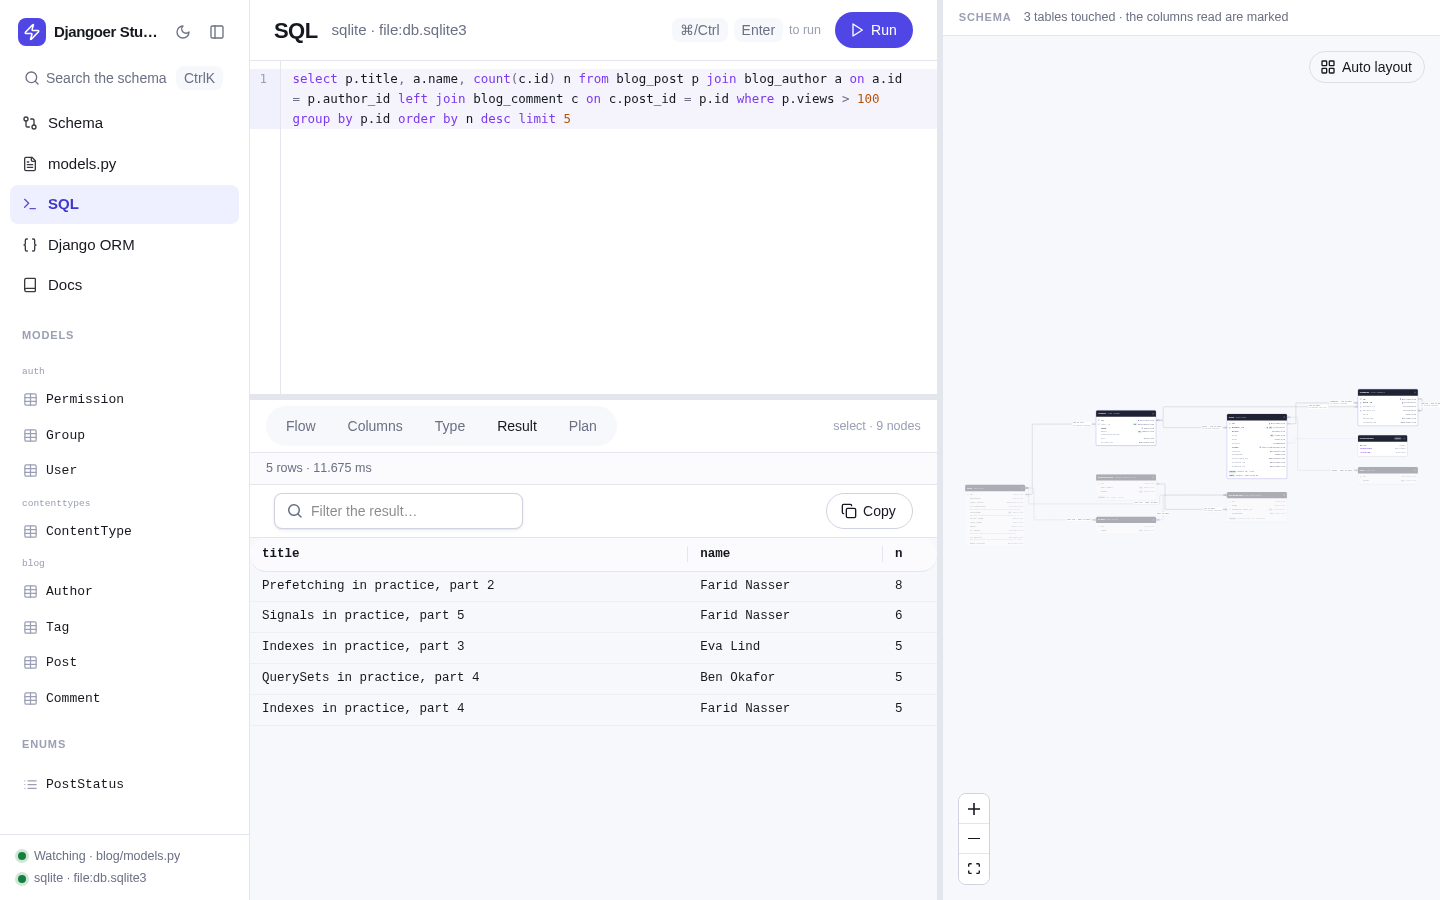 Djangoer Stu…
Search the schema CtrlK
Schema
models.py
SQL
Django ORM
Docs
MODELS
auth
Permission
Group
User
contenttypes
ContentType
blog
Author
Tag
Post
Comment
ENUMS
PostStatus
Watching · blog/models.py
sqlite · file:db.sqlite3
SQL sqlite · file:db.sqlite3 ⌘/Ctrl Enter to run Run
1 select p.title, a.name, count(c.id) n from blog_post p join blog_author a on a.id
= p.author_id left join blog_comment c on c.post_id = p.id where p.views > 100
group by p.id order by n desc limit 5
Flow Columns Type Result Plan select · 9 nodes
5 rows · 11.675 ms
Filter the result… Copy
title name n
Prefetching in practice, part 2 Farid Nasser 8
Signals in practice, part 5 Farid Nasser 6
Indexes in practice, part 3 Eva Lind 5
QuerySets in practice, part 4 Ben Okafor 5
Indexes in practice, part 4 Farid Nasser 5
SCHEMA 3 tables touched · the columns read are marked
Auto layout